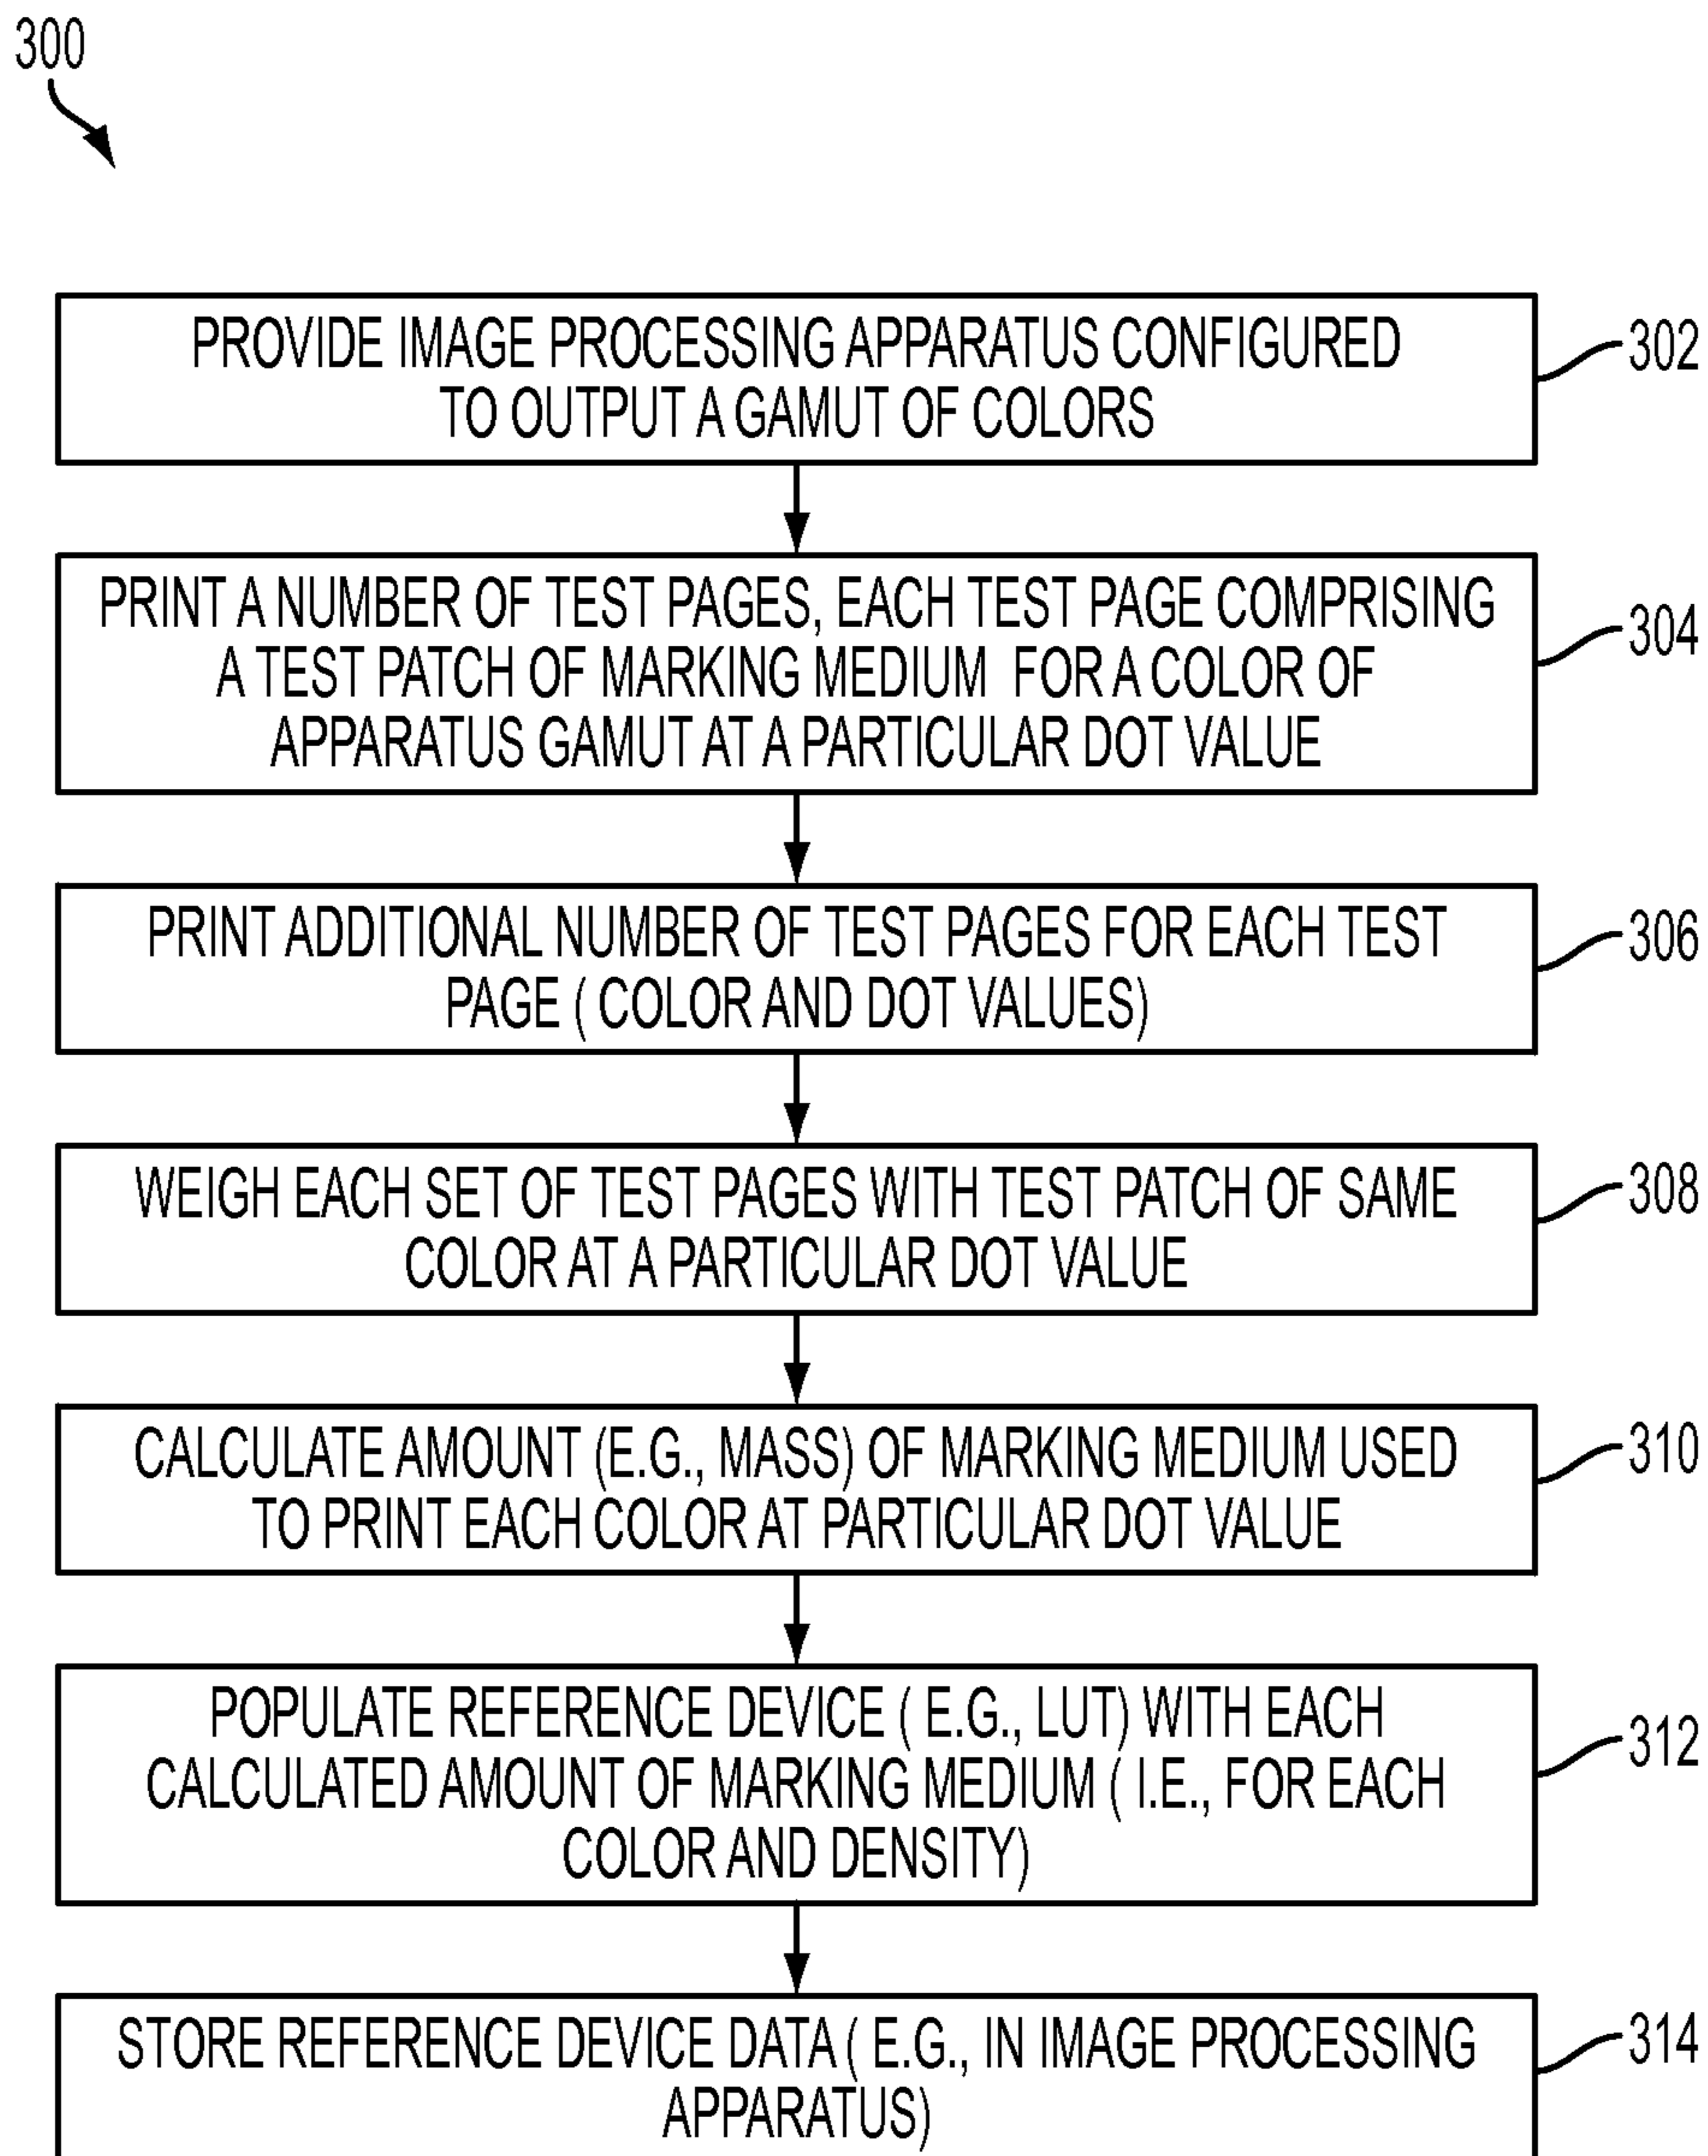 300
PROVIDE IMAGE PROCESSING APPARATUS CONFIGURED
TO OUTPUT A GAMUT OF COLORS
302
PRINT A NUMBER OF TEST PAGES, EACH TEST PAGE COMPRISING
A TEST PATCH OF MARKING MEDIUM FOR A COLOR OF
APPARATUS GAMUT AT A PARTICULAR DOT VALUE
304
PRINT ADDITIONAL NUMBER OF TEST PAGES FOR EACH TEST
PAGE ( COLOR AND DOT VALUES)
306
WEIGH EACH SET OF TEST PAGES WITH TEST PATCH OF SAME
COLOR AT A PARTICULAR DOT VALUE
308
CALCULATE AMOUNT (E.G., MASS) OF MARKING MEDIUM USED
TO PRINT EACH COLOR AT PARTICULAR DOT VALUE
310
POPULATE REFERENCE DEVICE ( E.G., LUT) WITH EACH
CALCULATED AMOUNT OF MARKING MEDIUM ( I.E., FOR EACH
COLOR AND DENSITY)
312
STORE REFERENCE DEVICE DATA ( E.G., IN IMAGE PROCESSING
APPARATUS)
314